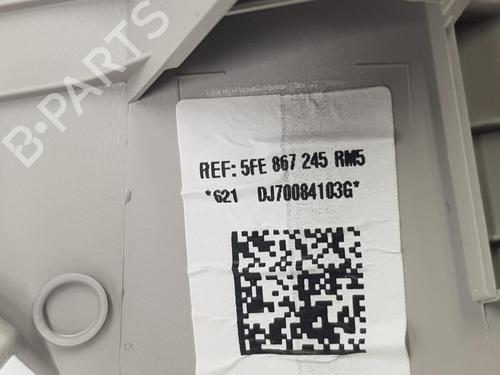 B-PARTS
REF: 5FE 867 245 RM5
*621 DJ70084103G*